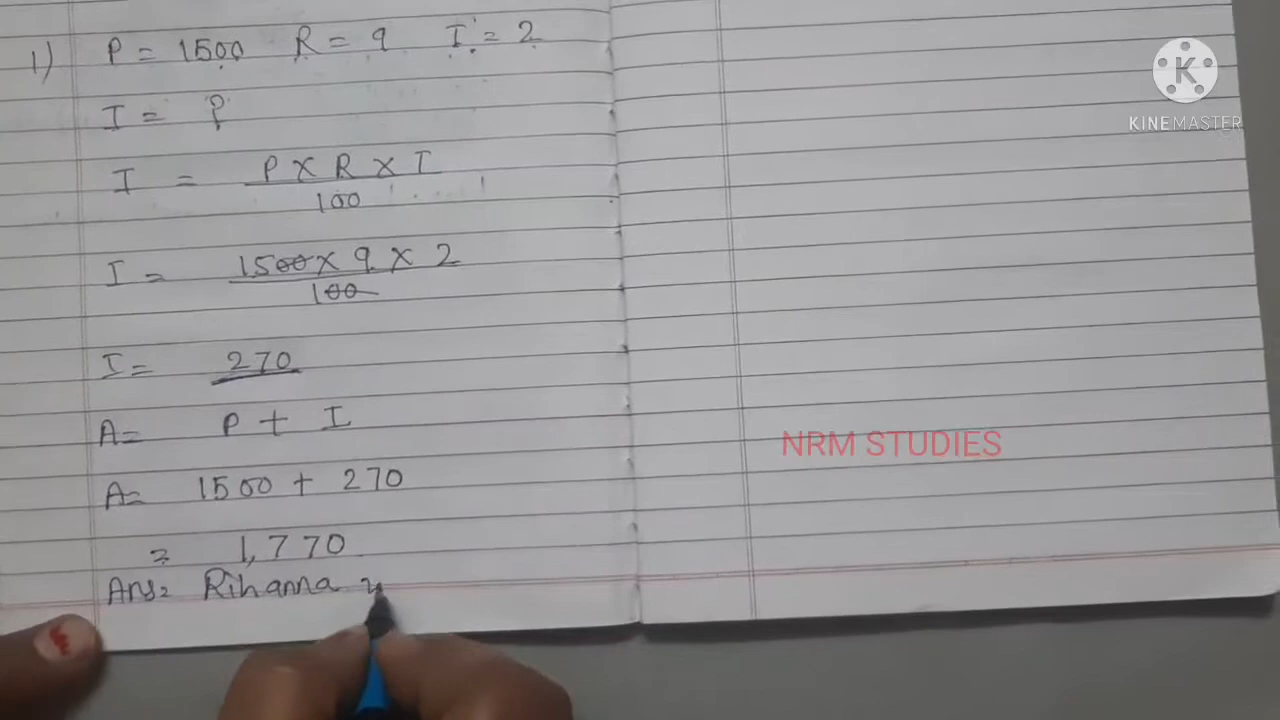 1) P = 1500 R = 9 I = 2
I = ?
I = P X R X I
100
I = 1500 X 9 X 2
100
I = 270
A = P + I
A = 1500 + 270
= 1,770
Ans= Rihanna
K
KINEMASTER
NRM STUDIES